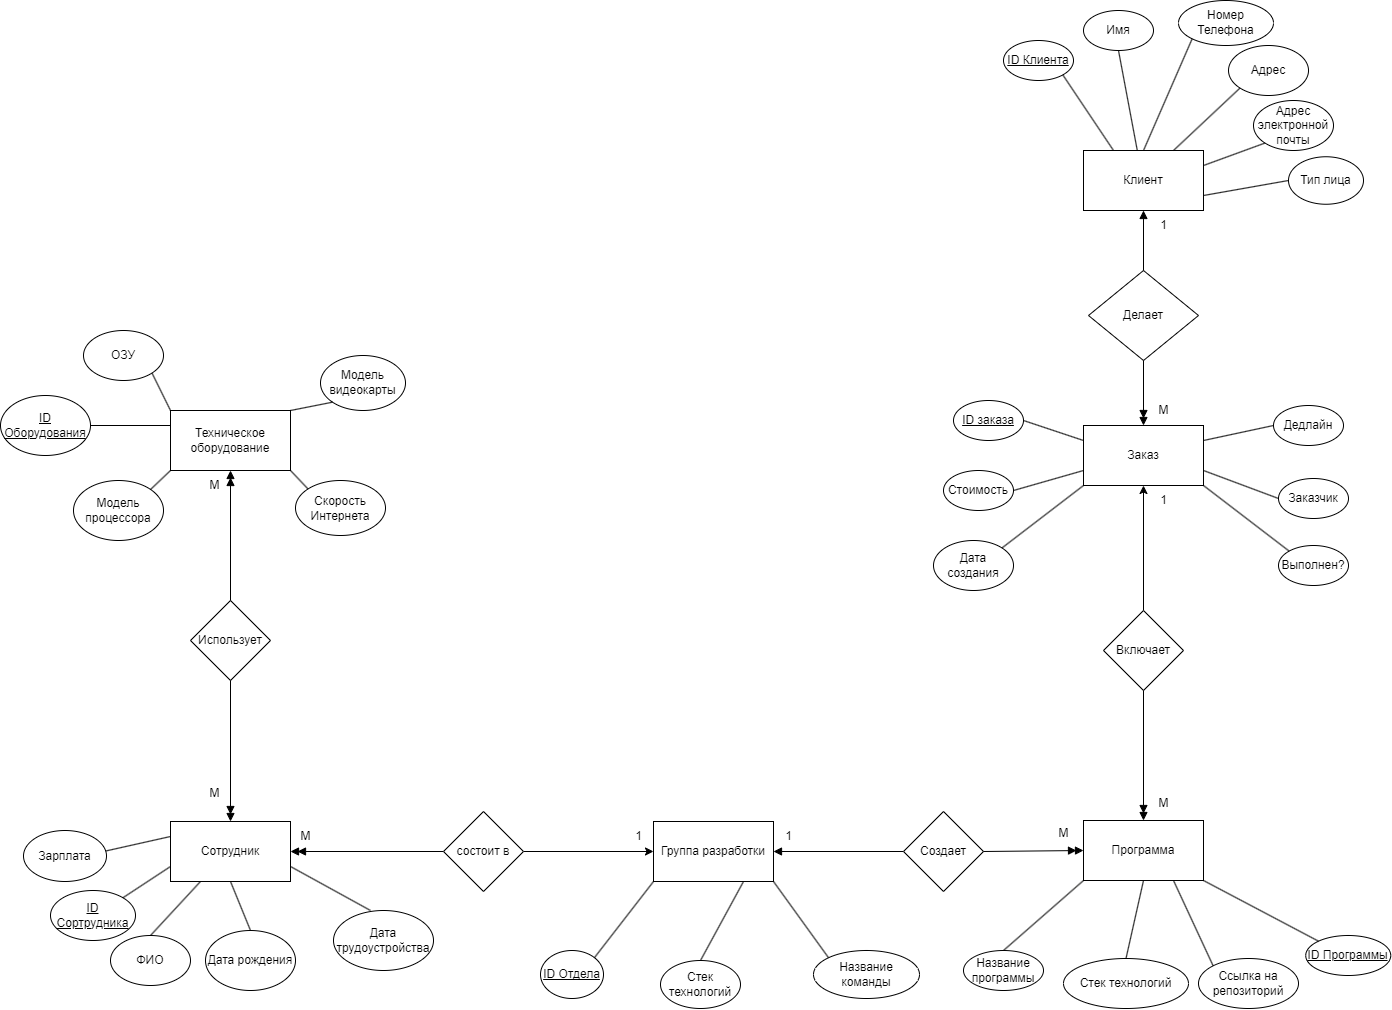 Номер
Телефона
Имя
ID Клиента
Адрес
Адрес
электронной
почты
Клиент
Тип лица
1
Делает
M
ID заказа
Дедлайн
Заказ
Стоимость
Заказчик
1
Дата
создания
Выполнен?
Включает
M
ОЗУ
Модель
видеокарты
ID
Оборудования
Техническое
оборудование
M
Модель
процессора
Скорость
Интернета
Использует
M
Зарплата
Сотрудник
M
состоит в
1
Группа разработки
1
Создает
M
Программа
ID
Сортрудника
ФИО
Дата рождения
Дата
трудоустройства
ID Отдела
Стек
технологий
Название
команды
Название
программы
Стек технологий
Ссылка на
репозиторий
ID Программы